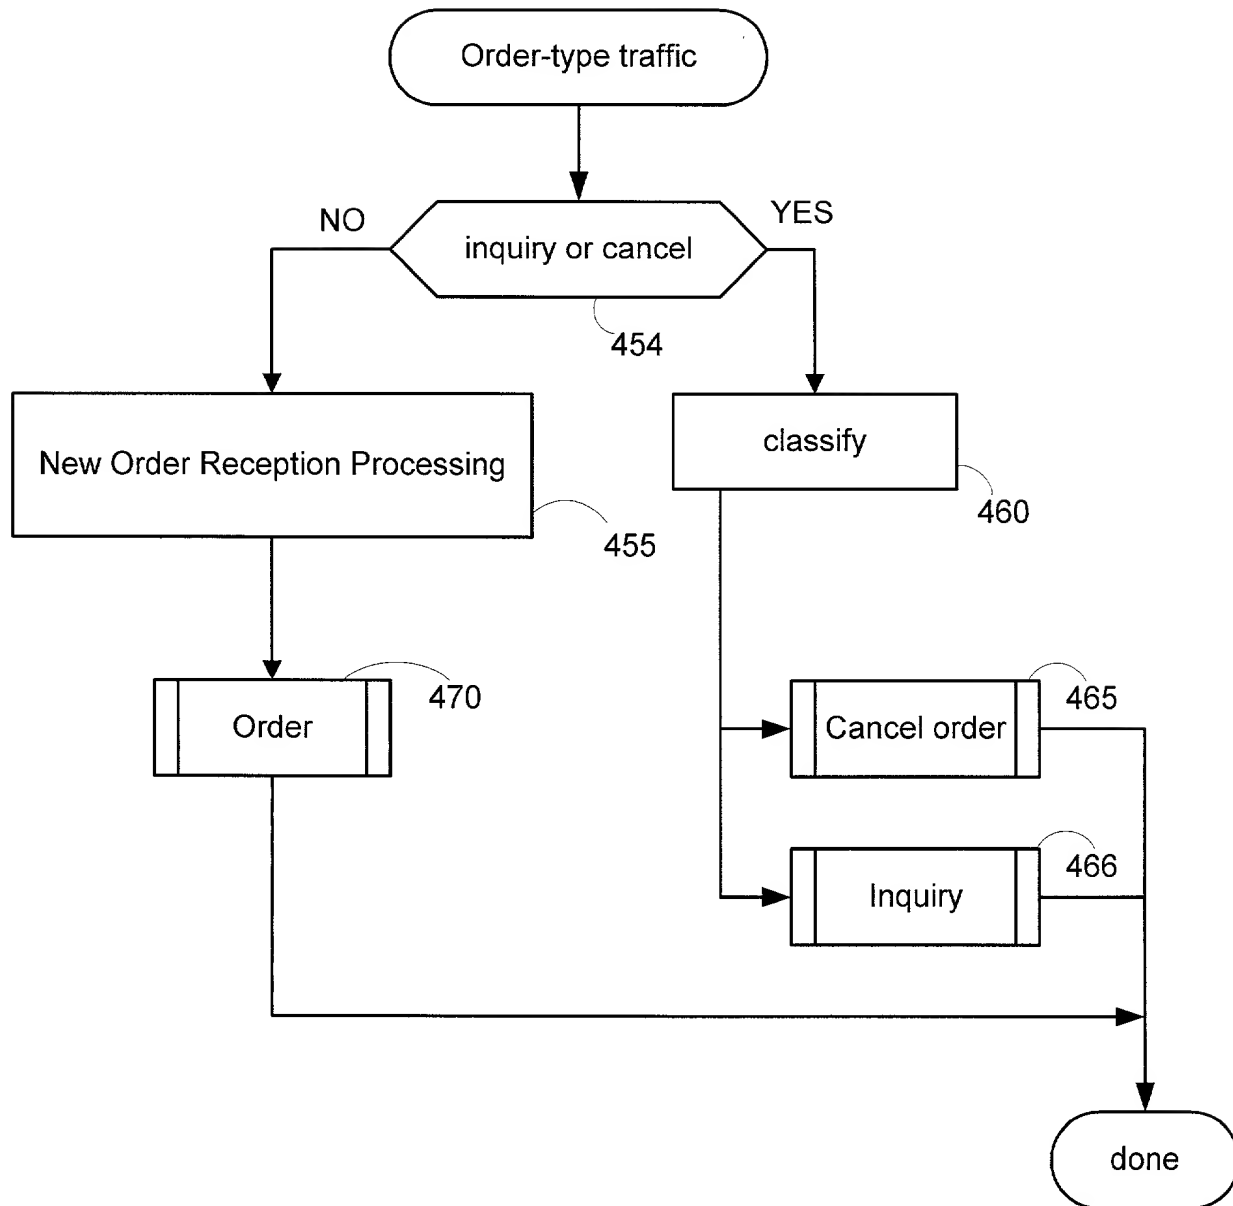 Order-type traffic
NO
YES
inquiry or cancel
454
New Order Reception Processing
455
classify
460
Order
470
Cancel order
465
Inquiry
466
done